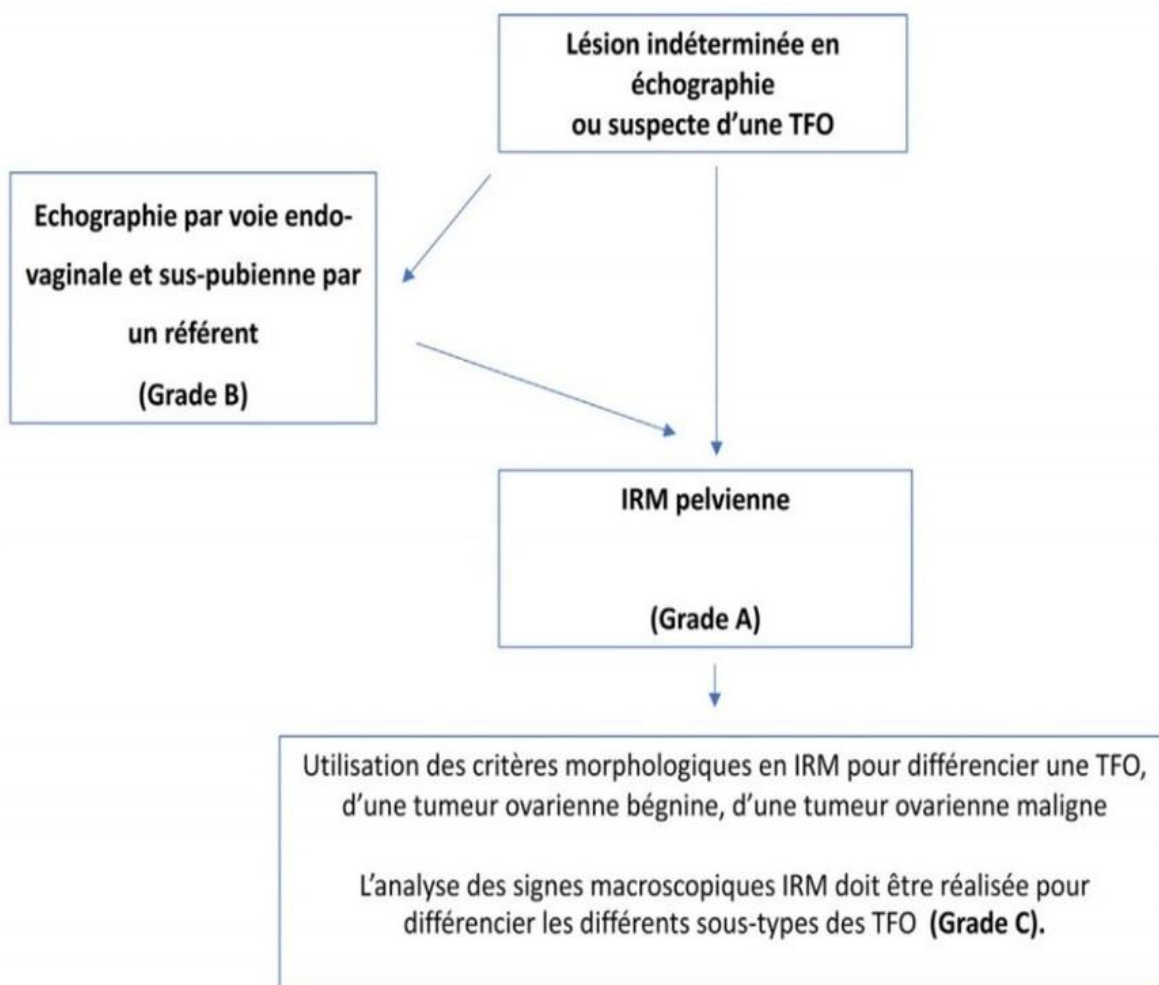 Lésion indéterminée en
échographie
ou suspecte d'une TFO
Echographie par voie endo-
vaginale et sus-pubienne par
un référent
(Grade B)
IRM pelvienne
(Grade A)
Utilisation des critères morphologiques en IRM pour différencier une TFO,
d'une tumeur ovarienne bégnine, d'une tumeur ovarienne maligne
L'analyse des signes macroscopiques IRM doit être réalisée pour
différencier les différents sous-types des TFO (Grade C).